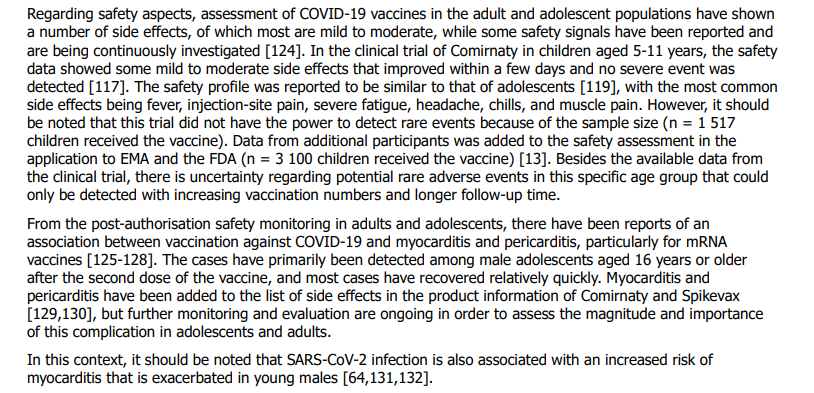 Regarding safety aspects, assessment of COVID-19 vaccines in the adult and adolescent populations have shown
a number of side effects, of which most are mild to moderate, while some safety signals have been reported and
are being continuously investigated [124]. In the clinical trial of Comirnaty in children aged 5-11 years, the safety
data showed some mild to moderate side effects that improved within a few days and no severe event was
detected [117]. The safety profile was reported to be similar to that of adolescents [119], with the most common
side effects being fever, injection-site pain, severe fatigue, headache, chills, and muscle pain. However, it should
be noted that this trial did not have the power to detect rare events because of the sample size (n = 1 517
children received the vaccine). Data from additional participants was added to the safety assessment in the
application to EMA and the FDA (n = 3 100 children received the vaccine) [13]. Besides the available data from
the clinical trial, there is uncertainty regarding potential rare adverse events in this specific age group that could
only be detected with increasing vaccination numbers and longer follow-up time.
From the post-authorisation safety monitoring in adults and adolescents, there have been reports of an
association between vaccination against COVID-19 and myocarditis and pericarditis, particularly for mRNA
vaccines [125-128]. The cases have primarily been detected among male adolescents aged 16 years or older
after the second dose of the vaccine, and most cases have recovered relatively quickly. Myocarditis and
pericarditis have been added to the list of side effects in the product information of Comirnaty and Spikevax
[129,130], but further monitoring and evaluation are ongoing in order to assess the magnitude and importance
of this complication in adolescents and adults.
In this context, it should be noted that SARS-CoV-2 infection is also associated with an increased risk of
myocarditis that is exacerbated in young males [64,131,132].